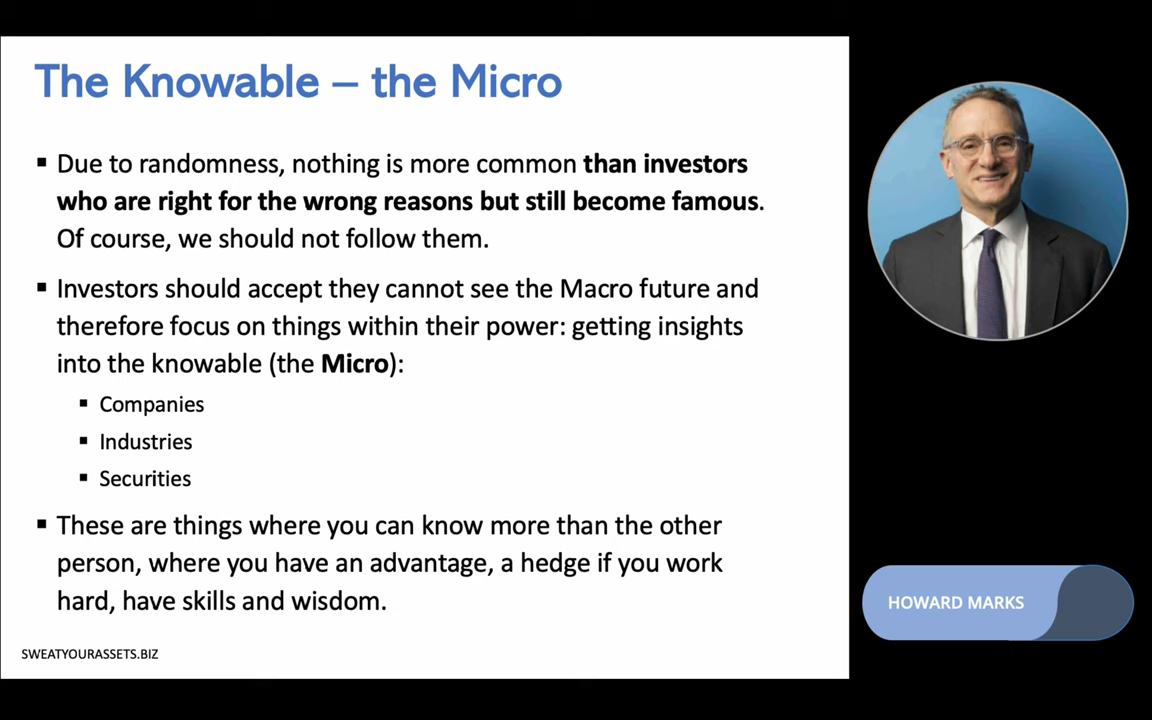 The Knowable – the Micro
▪ Due to randomness, nothing is more common than investors
who are right for the wrong reasons but still become famous.
Of course, we should not follow them.
▪ Investors should accept they cannot see the Macro future and
therefore focus on things within their power: getting insights
into the knowable (the Micro):
▪ Companies
▪ Industries
▪ Securities
▪ These are things where you can know more than the other
person, where you have an advantage, a hedge if you work
hard, have skills and wisdom.
SWEATYOURASSETS.BIZ
HOWARD MARKS